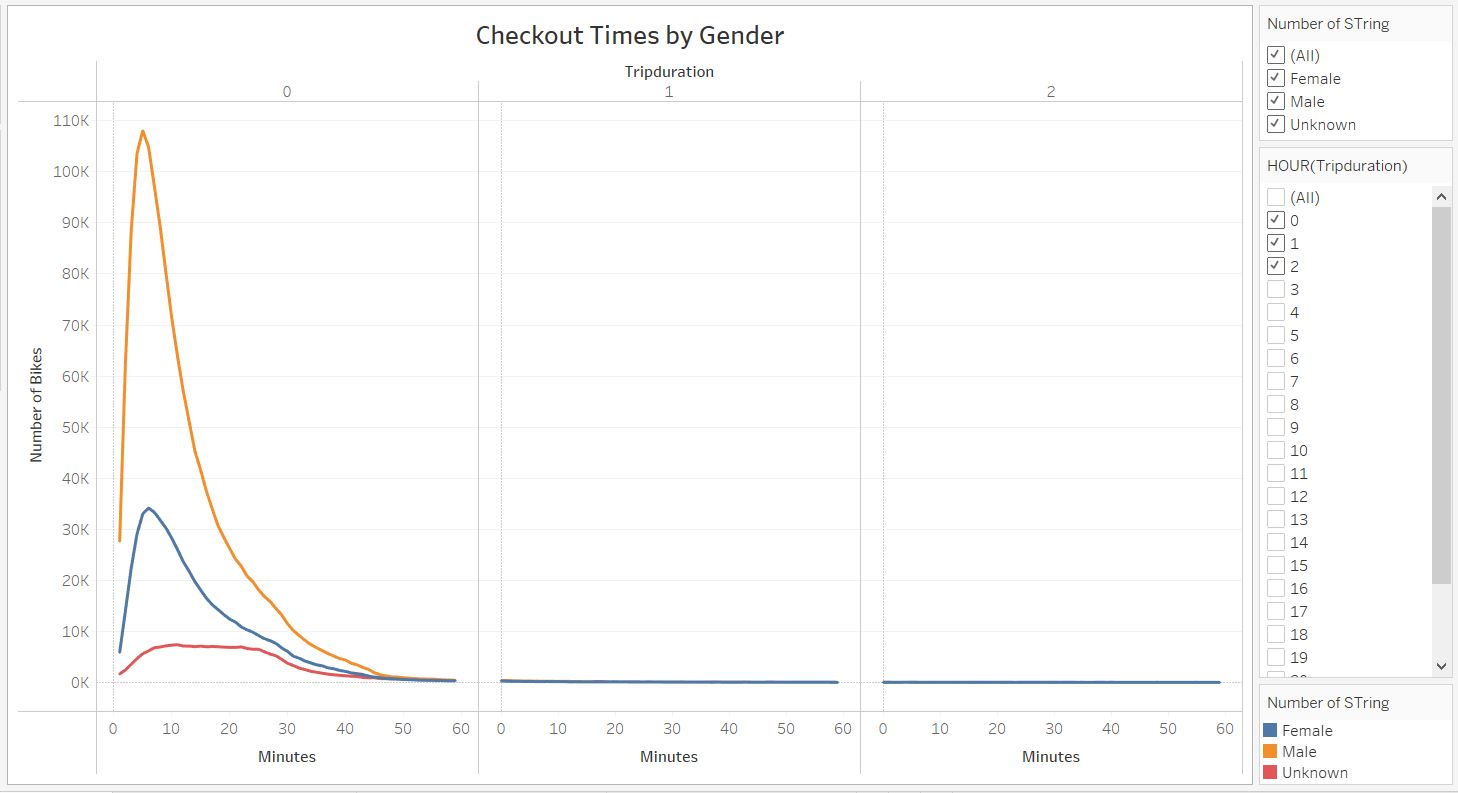 Checkout Times by Gender
Tripduration
0 1 2
110K
100K
90K
80K
70K
60K
50K
40K
30K
20K
10K
0K
Number of Bikes
0 10 20 30 40 50 60 0 10 20 30 40 50 60 0 10 20 30 40 50 60
Minutes Minutes Minutes
Number of STring
(All)
Female
Male
Unknown
HOUR(Tripduration)
(All)
0
1
2
3
4
5
6
7
8
9
10
11
12
13
14
15
16
17
18
19
Number of STring
Female
Male
Unknown